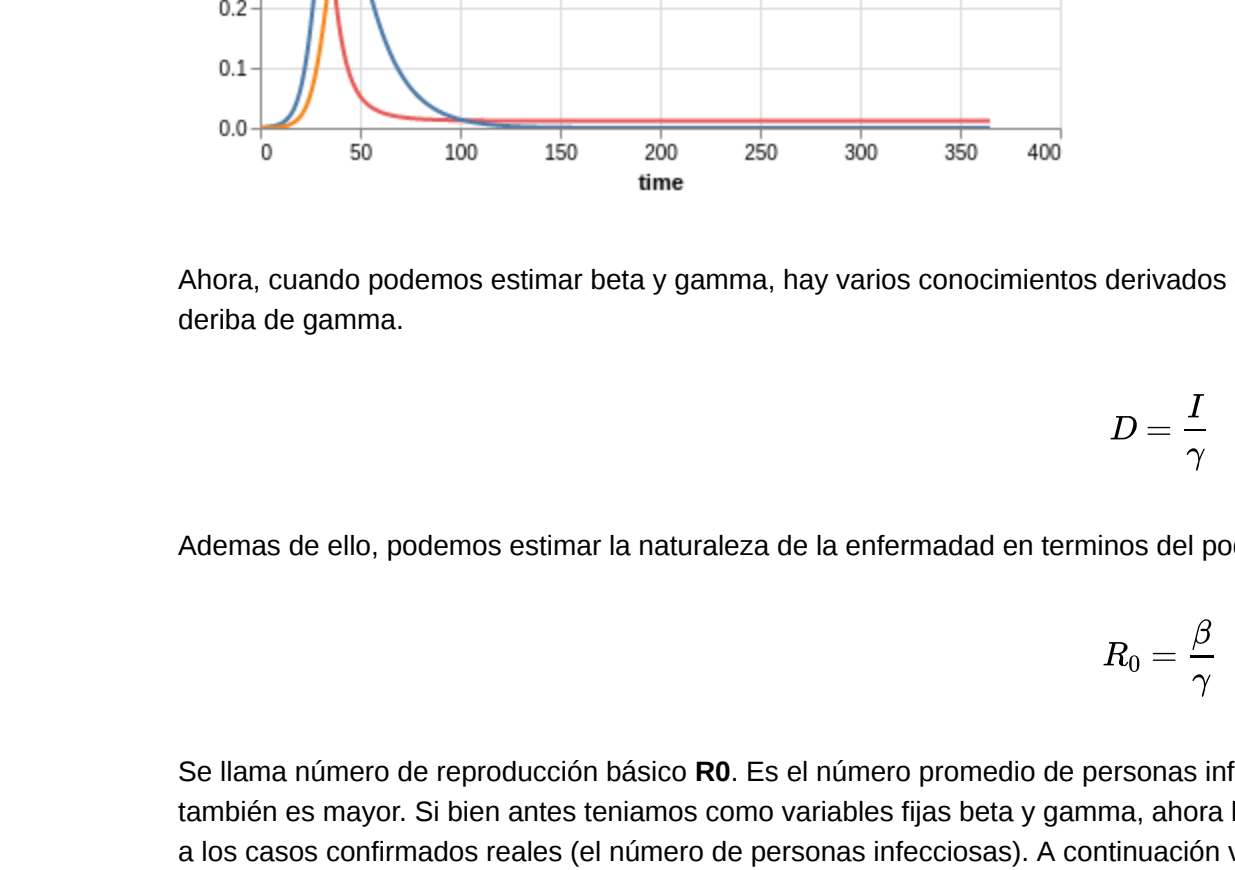 0.2
0.1
0.0
0 50 100 150 200 250 300 350 400
time
Ahora, cuando podemos estimar beta y gamma, hay varios conocimientos derivados
deriba de gamma.
D = I / γ
Ademas de ello, podemos estimar la naturaleza de la enfermadad en terminos del
R₀ = β / γ
Se llama número de reproducción básico R0. Es el número promedio de personas
también es mayor. Si bien antes teniamos como variables fijas beta y gamma, ahora
a los casos confirmados reales (el número de personas infecciosas). A continuación